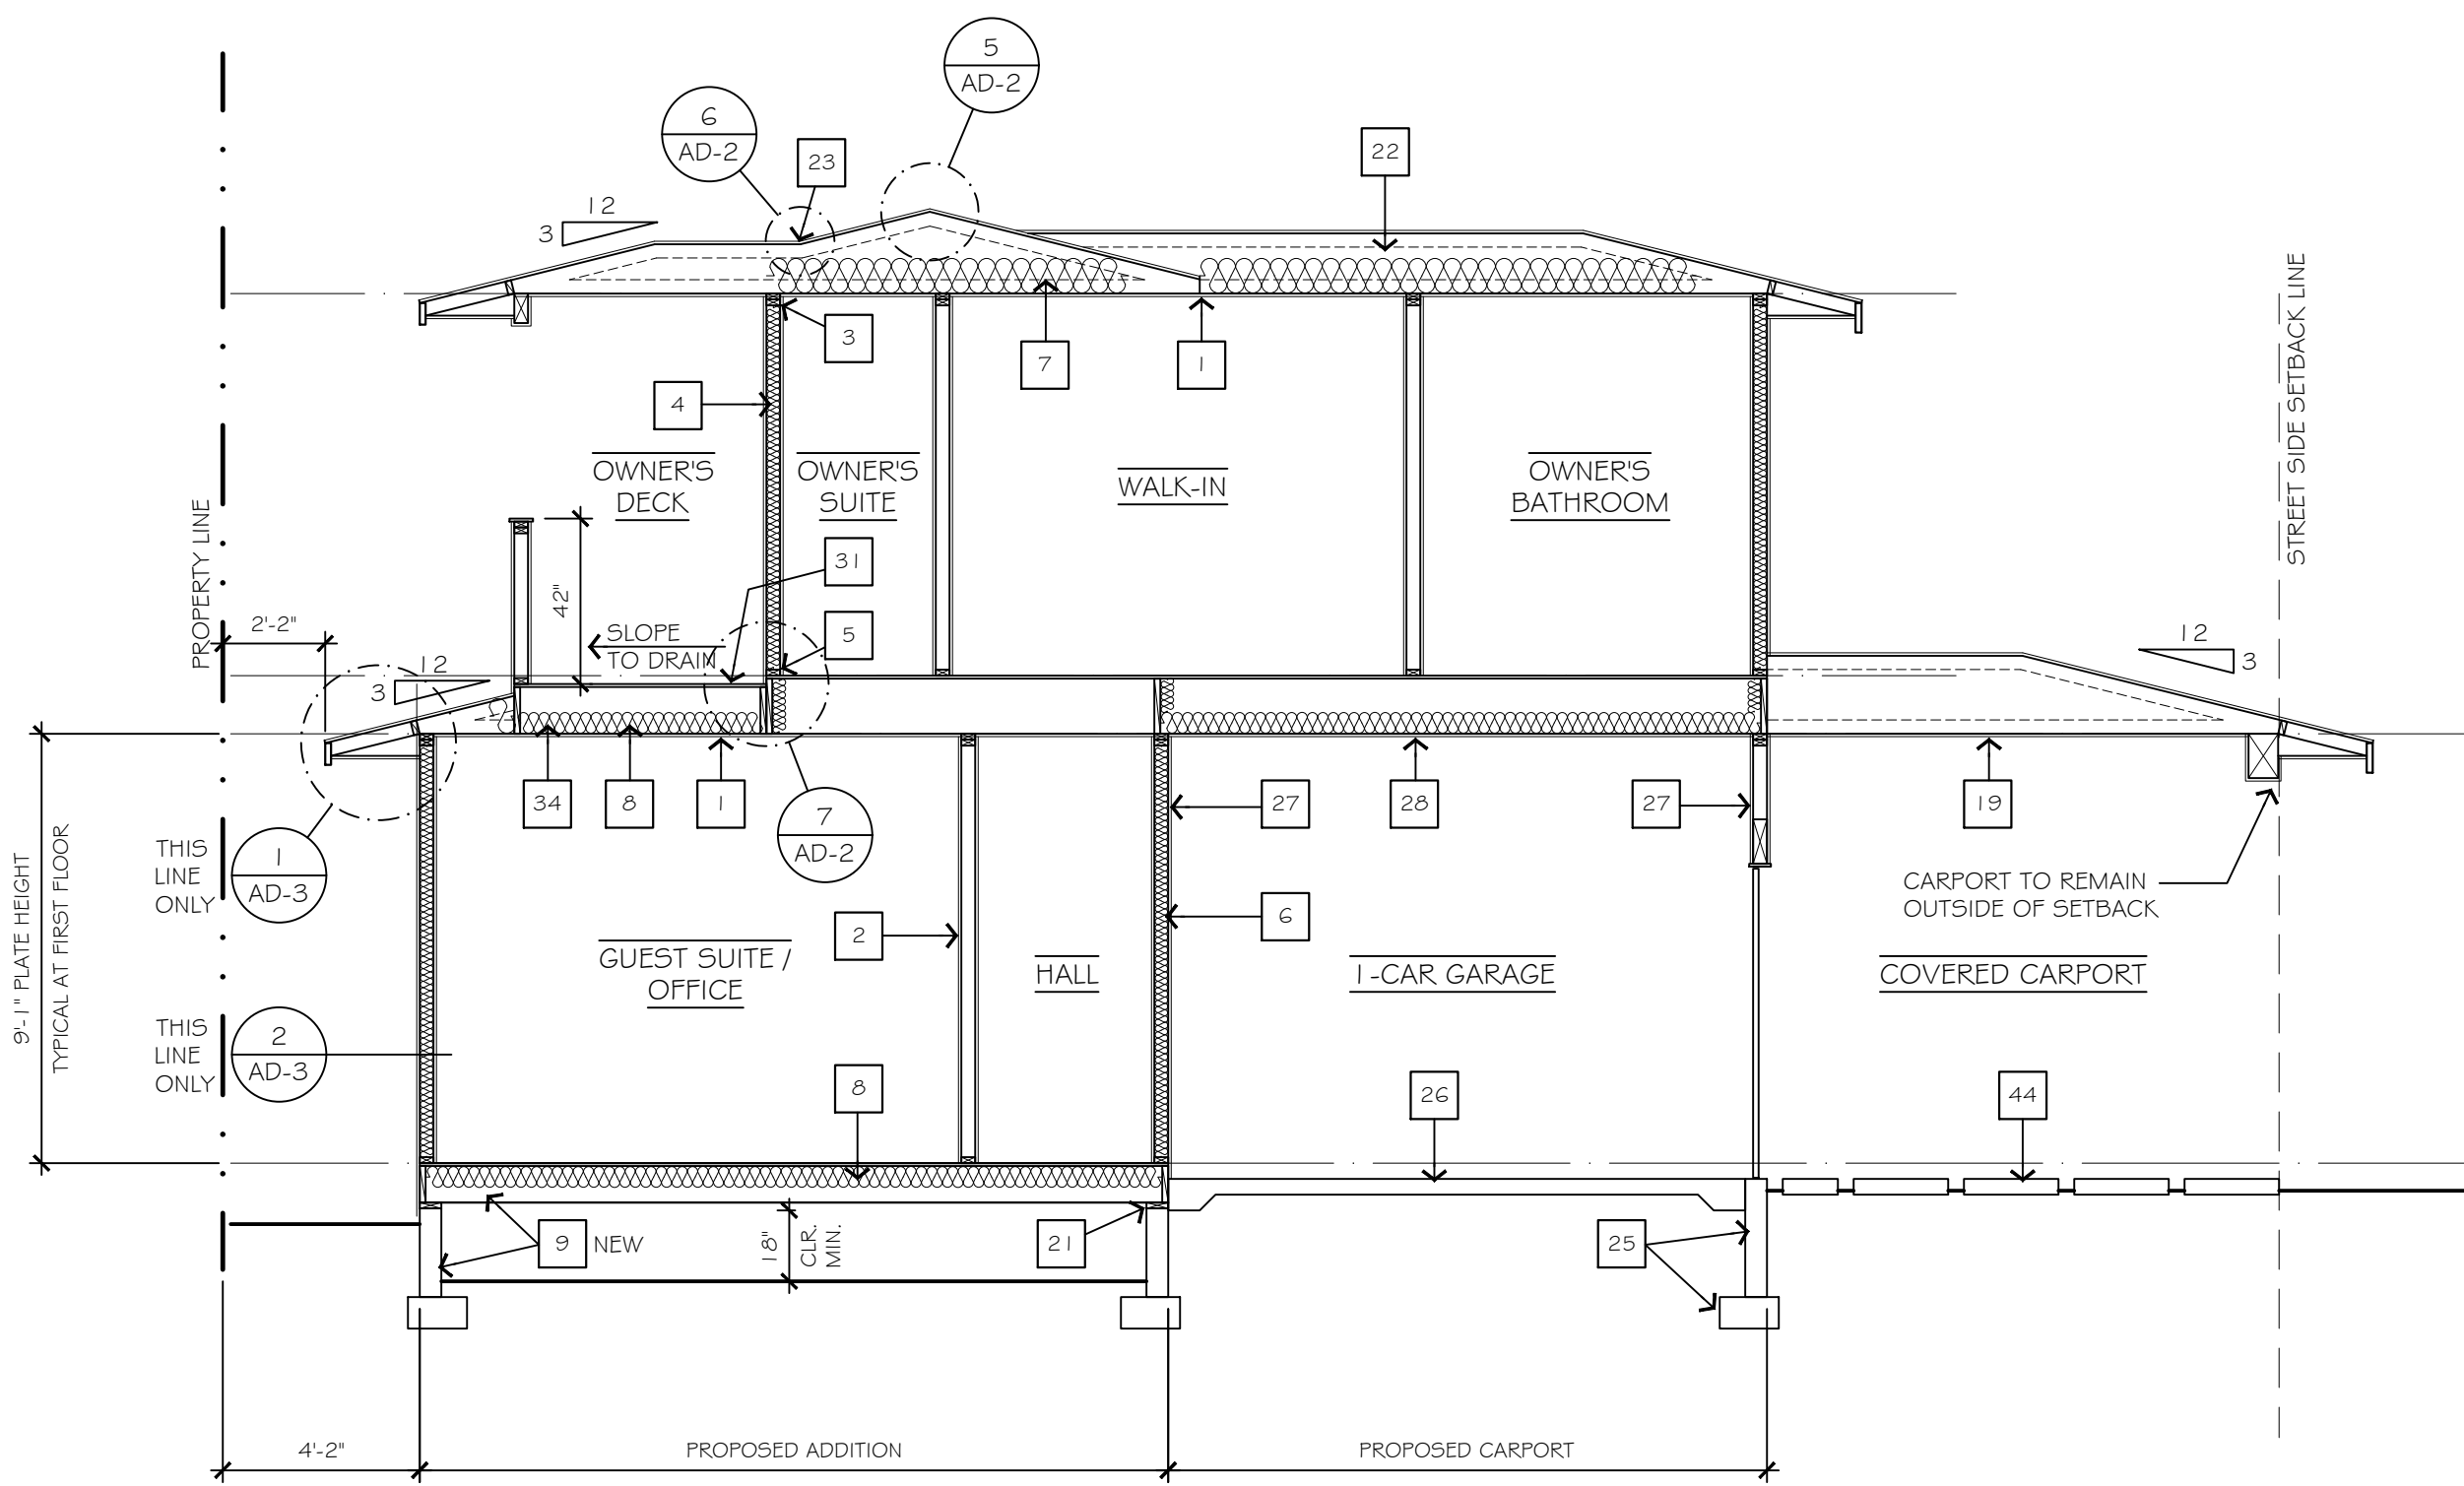 5
AD-2
6
AD-2
23
22
12
3
3
7
1
4
OWNER'S
DECK
OWNER'S
SUITE
WALK-IN
OWNER'S
BATHROOM
STREET SIDE SETBACK LINE
PROPERTY LINE
2'-2"
42"
31
SLOPE
TO DRAIN
5
12
3
12
3
34
8
1
7
AD-2
27
28
27
19
1
AD-3
THIS
LINE
ONLY
9'-1" PLATE HEIGHT
TYPICAL AT FIRST FLOOR
CARPORT TO REMAIN
OUTSIDE OF SETBACK
2
6
GUEST SUITE /
OFFICE
HALL
1-CAR GARAGE
COVERED CARPORT
2
AD-3
THIS
LINE
ONLY
8
26
44
9
NEW
18"
CLR.
MIN.
21
25
4'-2"
PROPOSED ADDITION
PROPOSED CARPORT